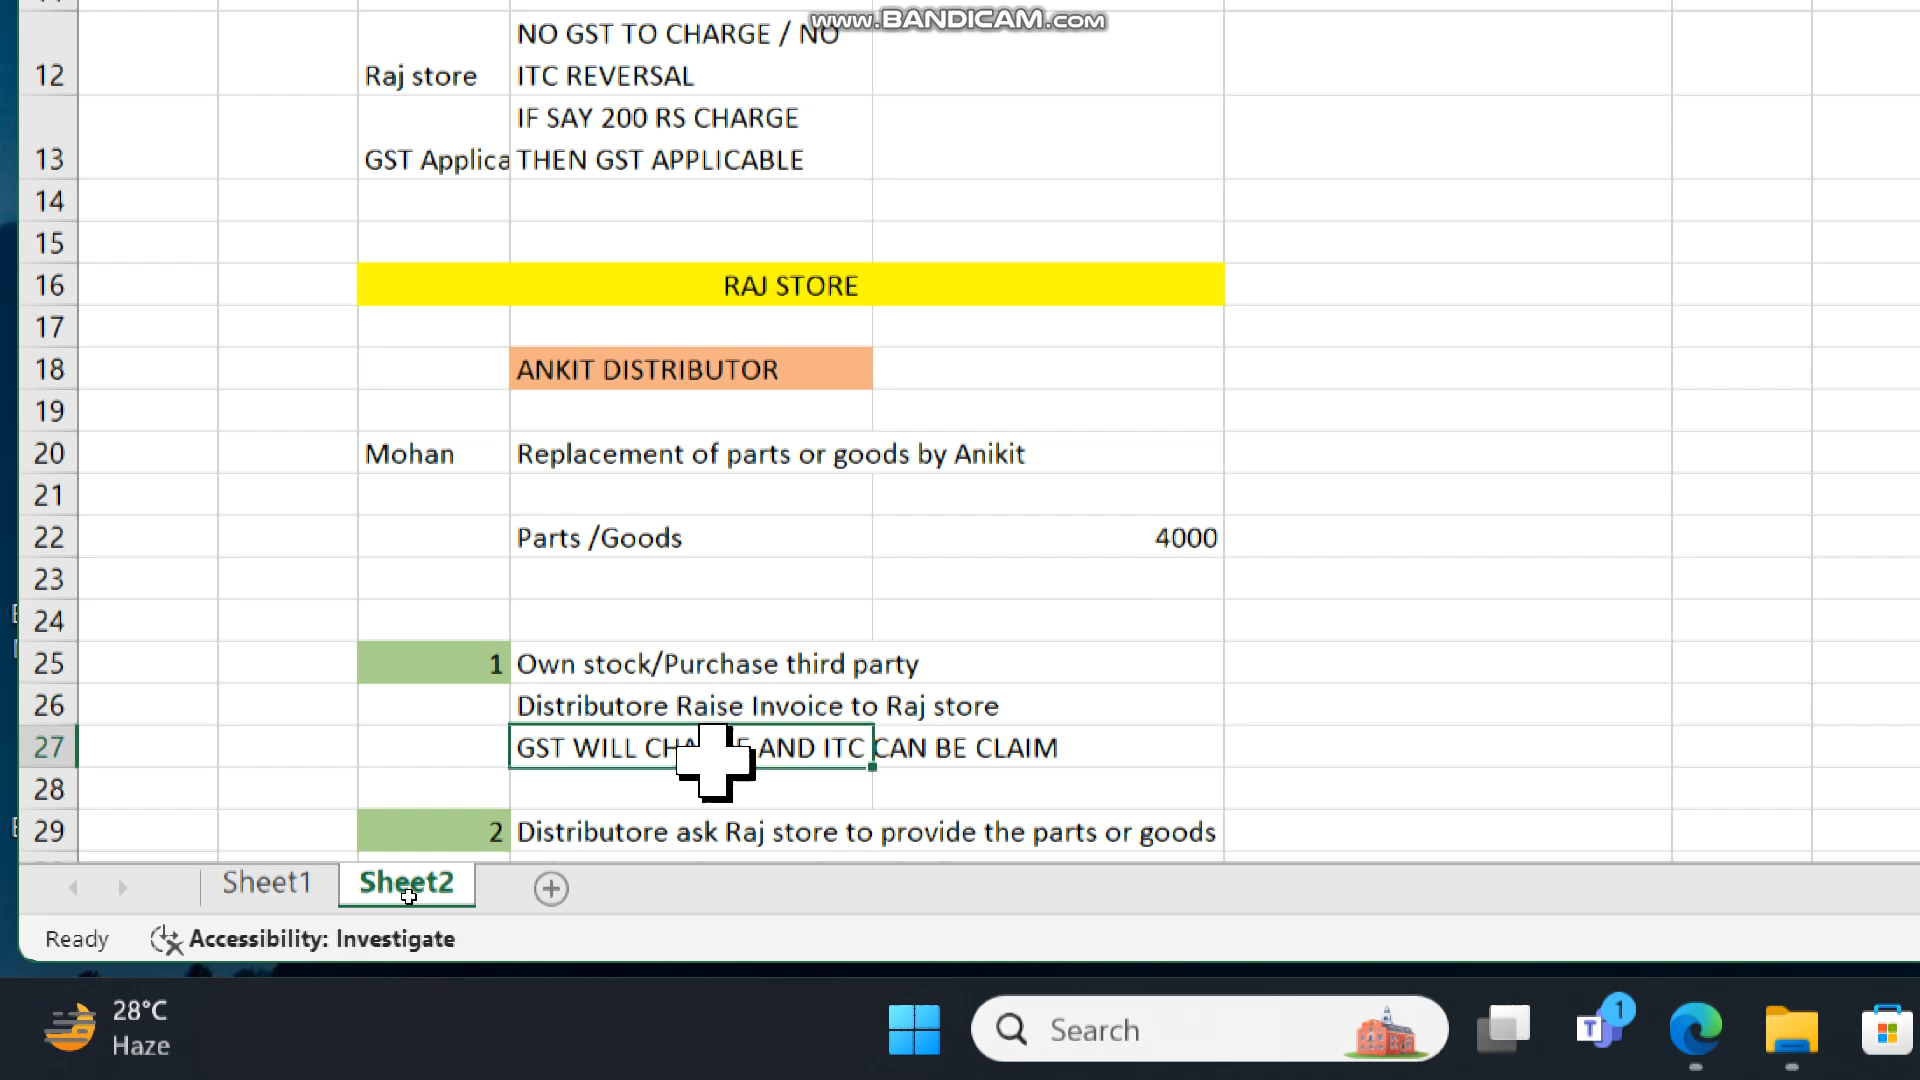 www.BANDICAM.com
NO GST TO CHARGE / NO
12 Raj store ITC REVERSAL
IF SAY 200 RS CHARGE
13 GST Applica THEN GST APPLICABLE
14
15
16 RAJ STORE
17
18 ANKIT DISTRIBUTOR
19
20 Mohan Replacement of parts or goods by Anikit
21
22 Parts /Goods 4000
23
24
25 1 Own stock/Purchase third party
26 Distributore Raise Invoice to Raj store
27 GST WILL AND ITC CAN BE CLAIM
28
29 2 Distributore ask Raj store to provide the parts or goods
Sheet1 Sheet2
Ready Accessibility: Investigate
28°C
Haze
Search
T
1